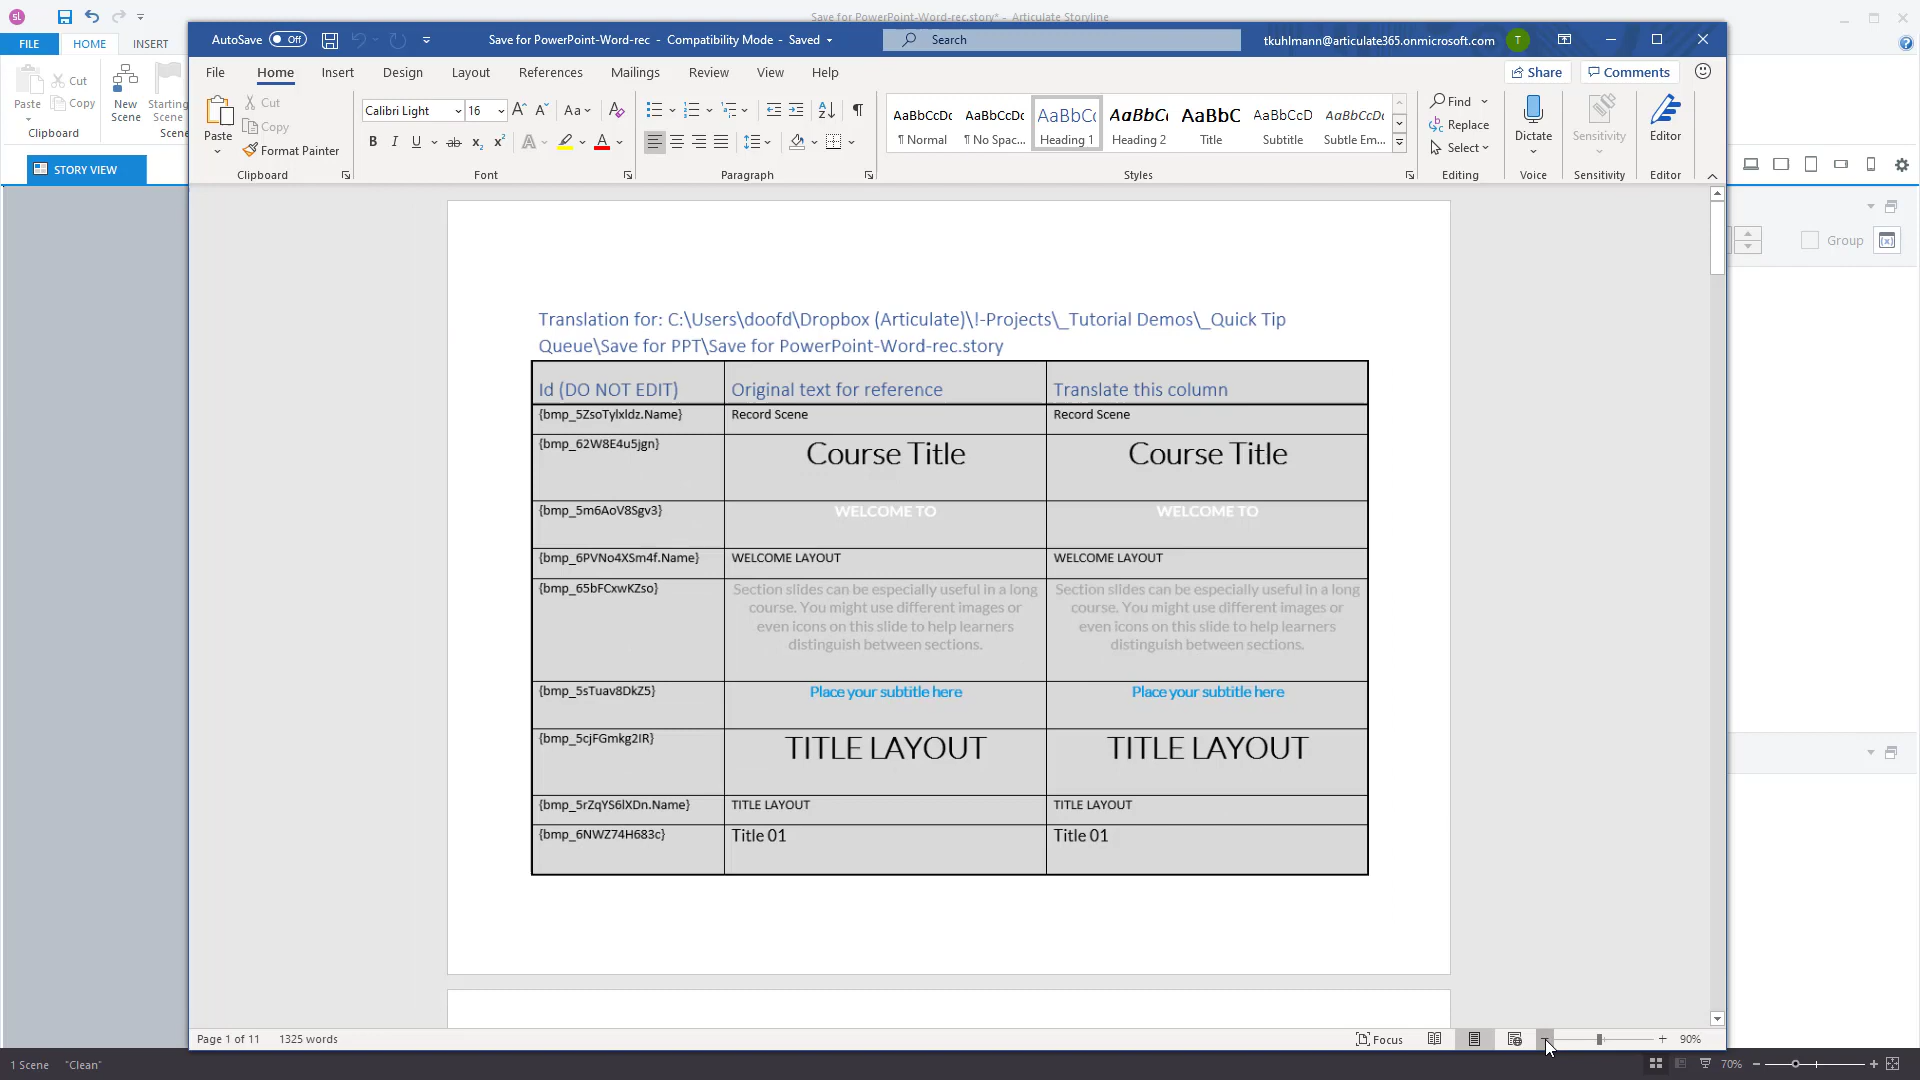 sl
Save for PowerPoint-Word-rec.story* - Articulate Storyline
FILE HOME INSERT
Paste
Cut
Copy
Clipboard
New Scene
Starting Scene
STORY VIEW
AutoSave Off
Save for PowerPoint-Word-rec - Compatibility Mode - Saved
Search
tkuhlmann@articulate365.onmicrosoft.com T
File Home Insert Design Layout References Mailings Review View Help
Share Comments
Paste
Cut
Copy
Format Painter
Clipboard
Calibri Light 16
Font
Paragraph
AaBbCcDc AaBbCcDc AaBbCc AaBbCc AaBbC AaBbCcD AaBbCcDc
¶ Normal ¶ No Spac... Heading 1 Heading 2 Title Subtitle Subtle Em...
Styles
Find
Replace
Select
Editing
Dictate
Voice
Sensitivity
Sensitivity
Editor
Editor
Group
Translation for: C:\Users\doofd\Dropbox (Articulate)\!-Projects\_Tutorial Demos\_Quick Tip
Queue\Save for PPT\Save for PowerPoint-Word-rec.story
Id (DO NOT EDIT) Original text for reference Translate this column
{bmp_5ZsoTylxldz.Name} Record Scene Record Scene
{bmp_62W8E4u5jgn} Course Title Course Title
{bmp_5m6AoV8Sgv3} WELCOME TO WELCOME TO
{bmp_6PVNo4XSm4f.Name} WELCOME LAYOUT WELCOME LAYOUT
{bmp_65bFCxwKZso} Section slides can be especially useful in a long Section slides can be especially useful in a long
course. You might use different images or course. You might use different images or
even icons on this slide to help learners even icons on this slide to help learners
distinguish between sections. distinguish between sections.
{bmp_5sTuav8DkZ5} Place your subtitle here Place your subtitle here
{bmp_5cjFGmkg2IR} TITLE LAYOUT TITLE LAYOUT
{bmp_5rZqYS6lXDn.Name} TITLE LAYOUT TITLE LAYOUT
{bmp_6NWZ74H683c} Title 01 Title 01
Page 1 of 11 1325 words
Focus
90%
1 Scene "Clean"
70%